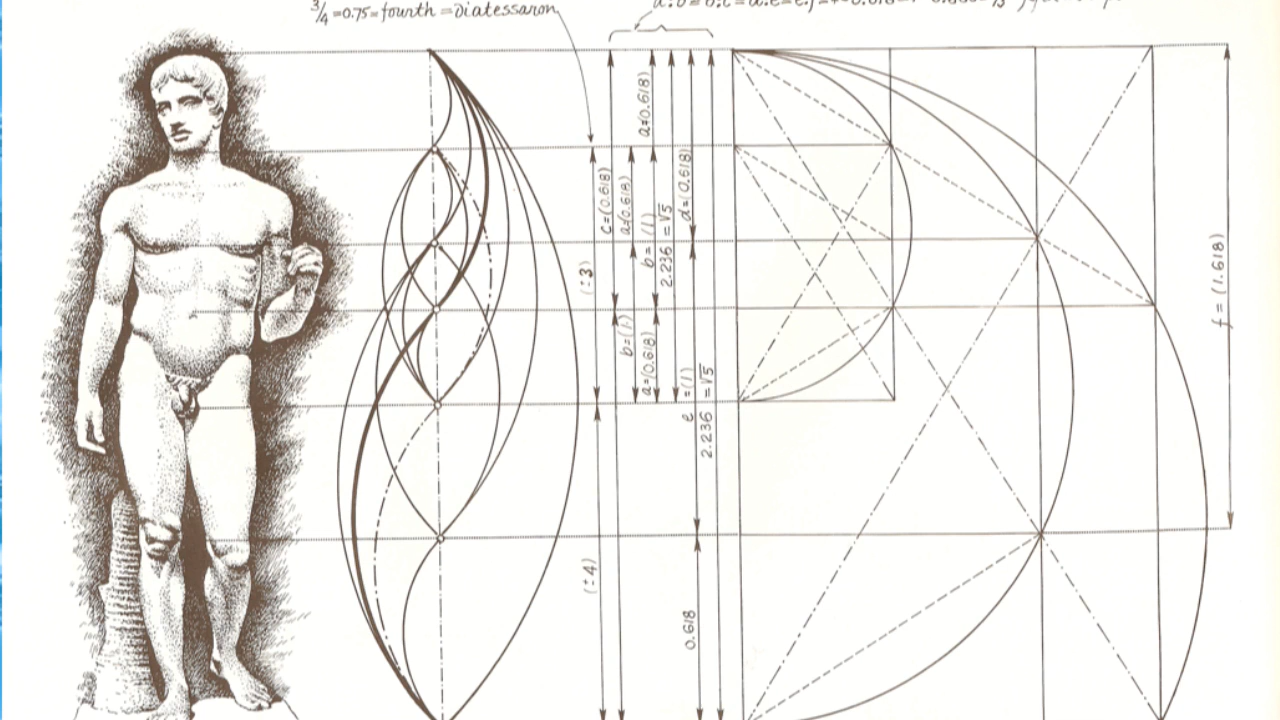 3/4 =0.75= fourth = Diatessaron
a=(0.618)
c=(0.618)
a=(0.618)
b=(1)
2.236 =√5
d=(0.618)
(±3)
b=(1)
a=(0.618)
e =(1)
2.236 =√5
f=(1.618)
(±4)
0.618